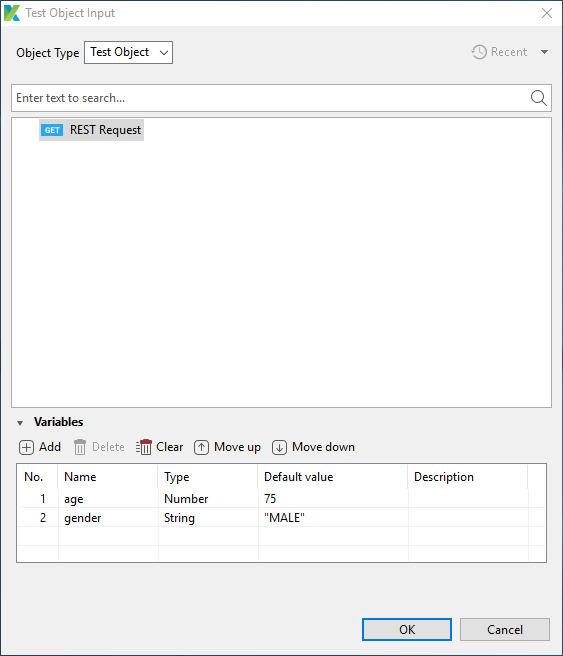 Test Object Input
Object Type Test Object Recent
Enter text to search...
GET REST Request
Variables
Add Delete Clear Move up Move down
No. Name Type Default value Description
1 age Number 75
2 gender String "MALE"
OK Cancel